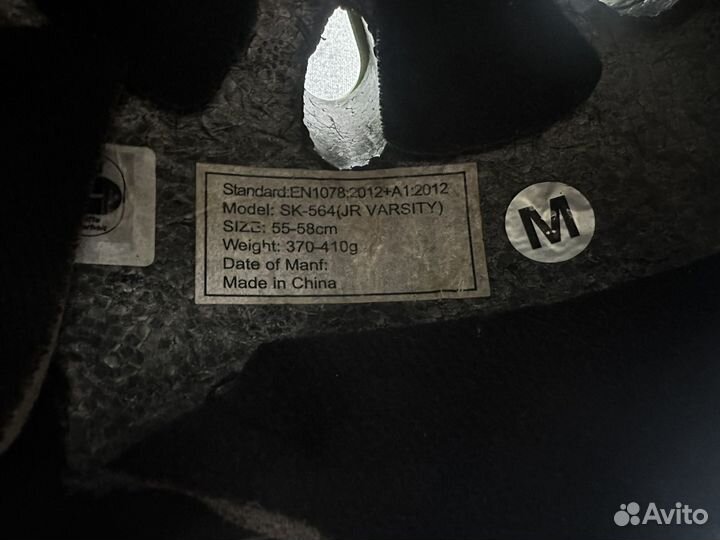 Standard:EN1078:2012+A1:2012
Model: SK-564(JR VARSITY)
SIZE: 55-58cm
Weight: 370-410g
Date of Manf:
Made in China
M
Avito